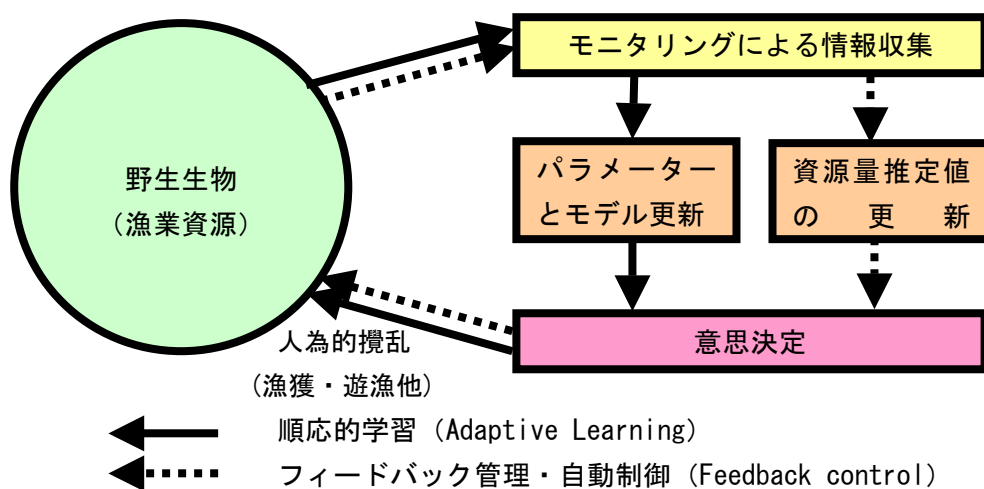 モニタリングによる情報収集
野生生物
(漁業資源)
パラメーター
とモデル更新
資源量推定値
の更新
意思決定
人為的攪乱
(漁獲・遊漁他)
順応的学習 (Adaptive Learning)
フィードバック管理・自動制御 (Feedback control)